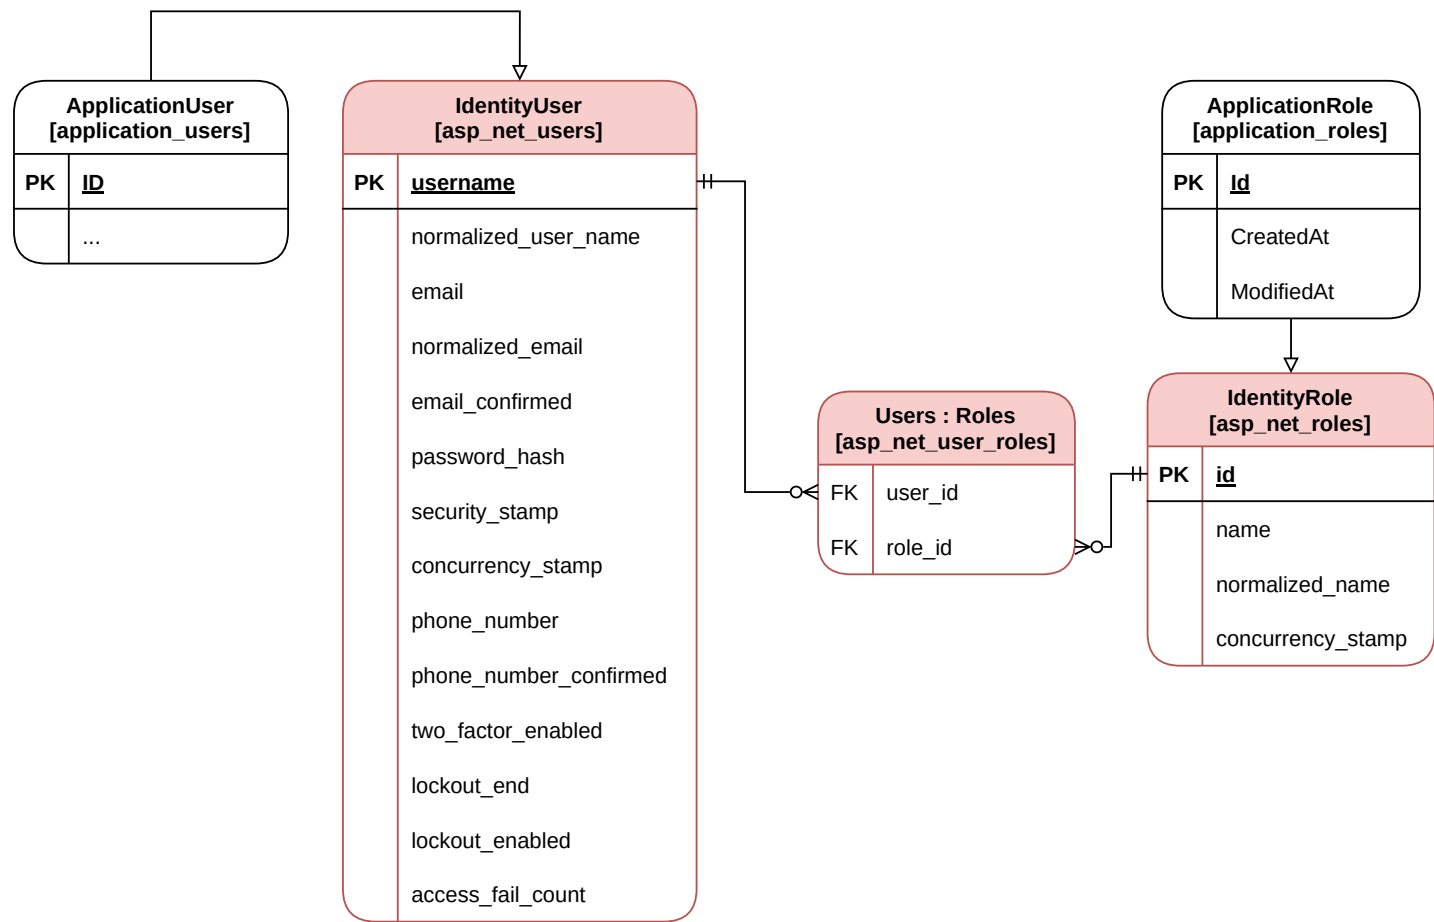 ApplicationUser
[application_users]
PK ID
...
IdentityUser
[asp_net_users]
PK username
normalized_user_name
email
normalized_email
email_confirmed
password_hash
security_stamp
concurrency_stamp
phone_number
phone_number_confirmed
two_factor_enabled
lockout_end
lockout_enabled
access_fail_count
Users : Roles
[asp_net_user_roles]
FK user_id
FK role_id
ApplicationRole
[application_roles]
PK Id
CreatedAt
ModifiedAt
IdentityRole
[asp_net_roles]
PK id
name
normalized_name
concurrency_stamp